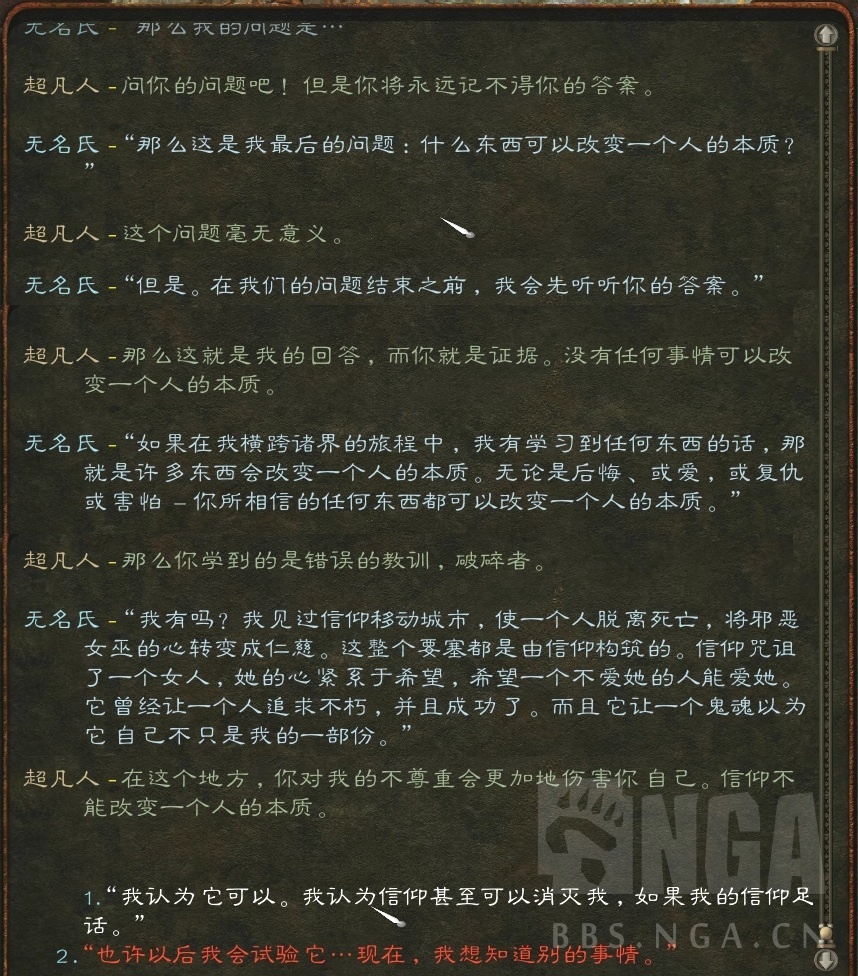 无名氏 - “那么我的问题是…
超凡人 - 问你的问题吧！但是你将永远记不得你的答案。
无名氏 - “那么这是我最后的问题：什么东西可以改变一个人的本质？
”
超凡人 - 这个问题毫无意义。
无名氏 - “但是。在我们的问题结束之前，我会先听听你的答案。”
超凡人 - 那么这就是我的回答，而你就是证据。没有任何事情可以改
变一个人的本质。
无名氏 - “如果在我横跨诸界的旅程中，我有学习到任何东西的话，那
就是许多东西会改变一个人的本质。无论是后悔、或爱，或复仇
或害怕 – 你所相信的任何东西都可以改变一个人的本质。”
超凡人 - 那么你学到的是错误的教训，破碎者。
无名氏 - “我有吗？我见过信仰移动城市，使一个人脱离死亡，将邪恶
女巫的心转变成仁慈。这整个要塞都是由信仰构筑的。信仰咒诅
了一个女人，她的心紧系于希望，希望一个不爱她的人能爱她。
它曾经让一个人追求不朽，并且成功了。而且它让一个鬼魂以为
它自己不只是我的一部份。”
超凡人 - 在这个地方，你对我的不尊重会更加地伤害你自己。信仰不
能改变一个人的本质。
1. “我认为它可以。我认为信仰甚至可以消灭我，如果我的信仰足
话。”
2. “也许以后我会试验它…现在，我想知道别的事情。”
NGA
BBS.NGA.CN